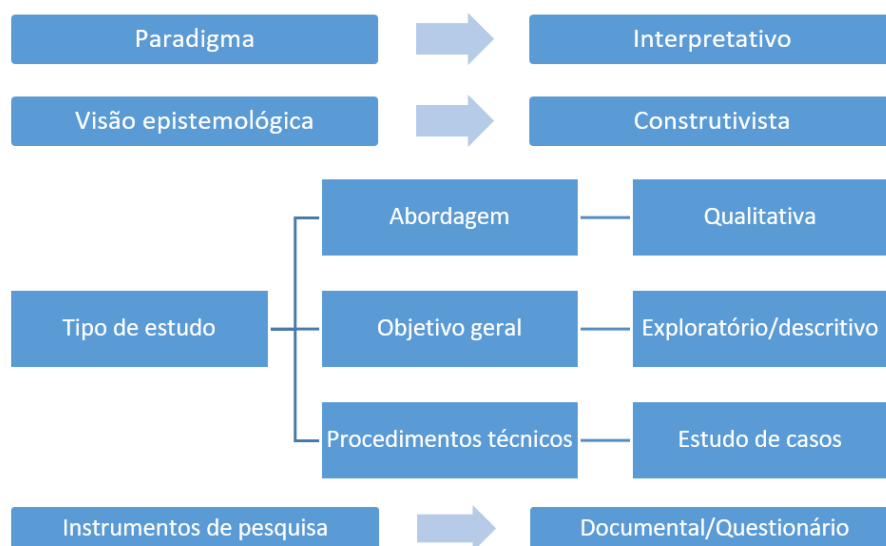 Paradigma
Interpretativo
Visão epistemológica
Construtivista
Abordagem
Qualitativa
Tipo de estudo
Objetivo geral
Exploratório/descritivo
Procedimentos técnicos
Estudo de casos
Instrumentos de pesquisa
Documental/Questionário